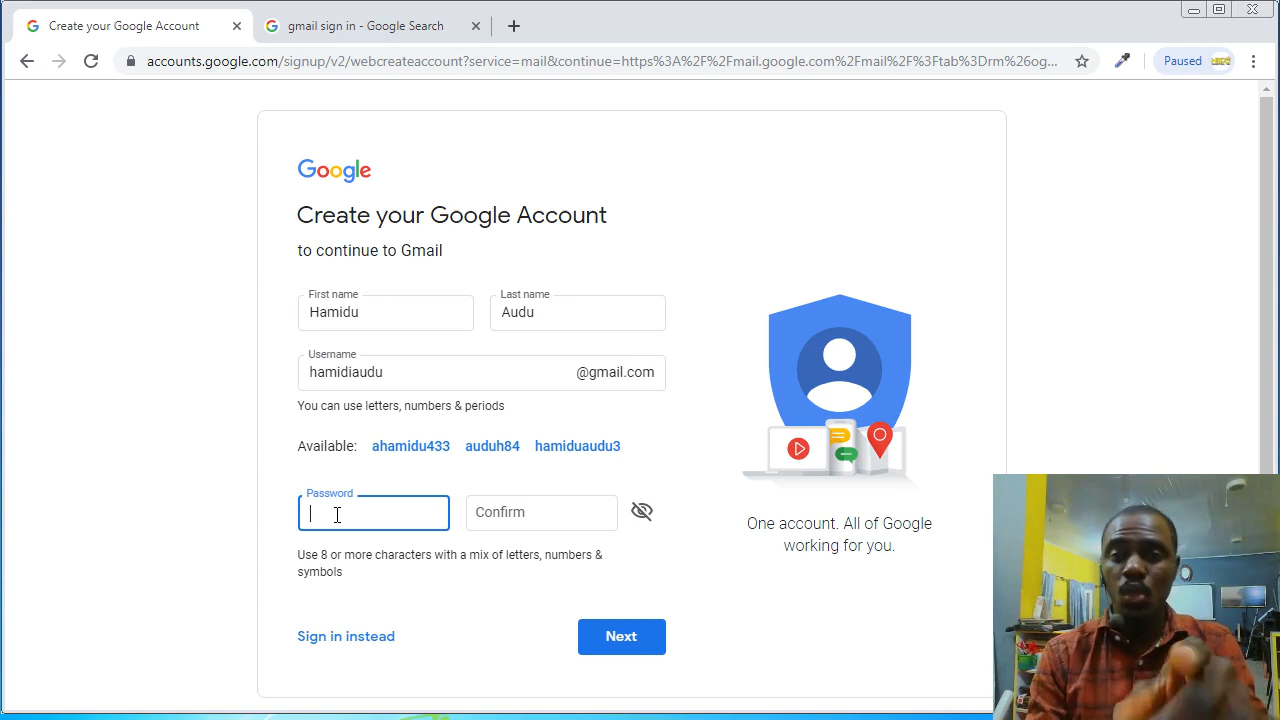 Create your Google Account
gmail sign in - Google Search
accounts.google.com/signup/v2/webcreateaccount?service=mail&continue=https%3A%2F%2Fmail.google.com%2Fmail%2F%3Ftab%3Drm%26og...
Paused
Google
Create your Google Account
to continue to Gmail
First name
Last name
Hamidu
Audu
Username
hamidiaudu
@gmail.com
You can use letters, numbers & periods
Available: ahamidu433 auduh84 hamiduaudu3
Password
Confirm
Use 8 or more characters with a mix of letters, numbers &
symbols
One account. All of Google
working for you.
Sign in instead
Next